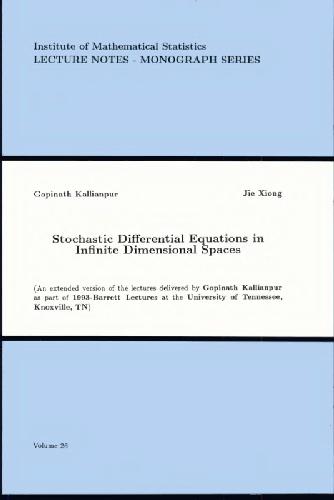 Institute of Mathematical Statistics
LECTURE NOTES - MONOGRAPH SERIES
Gopinath Kallianpur Jie Xiong
Stochastic Differential Equations in
Infinite Dimensional Spaces
(An extended version of the lectures delivered by Gopinath Kallianpur
as part of 1993-Barrett Lectures at the University of Tennessee,
Knoxville, TN)
Volume 26